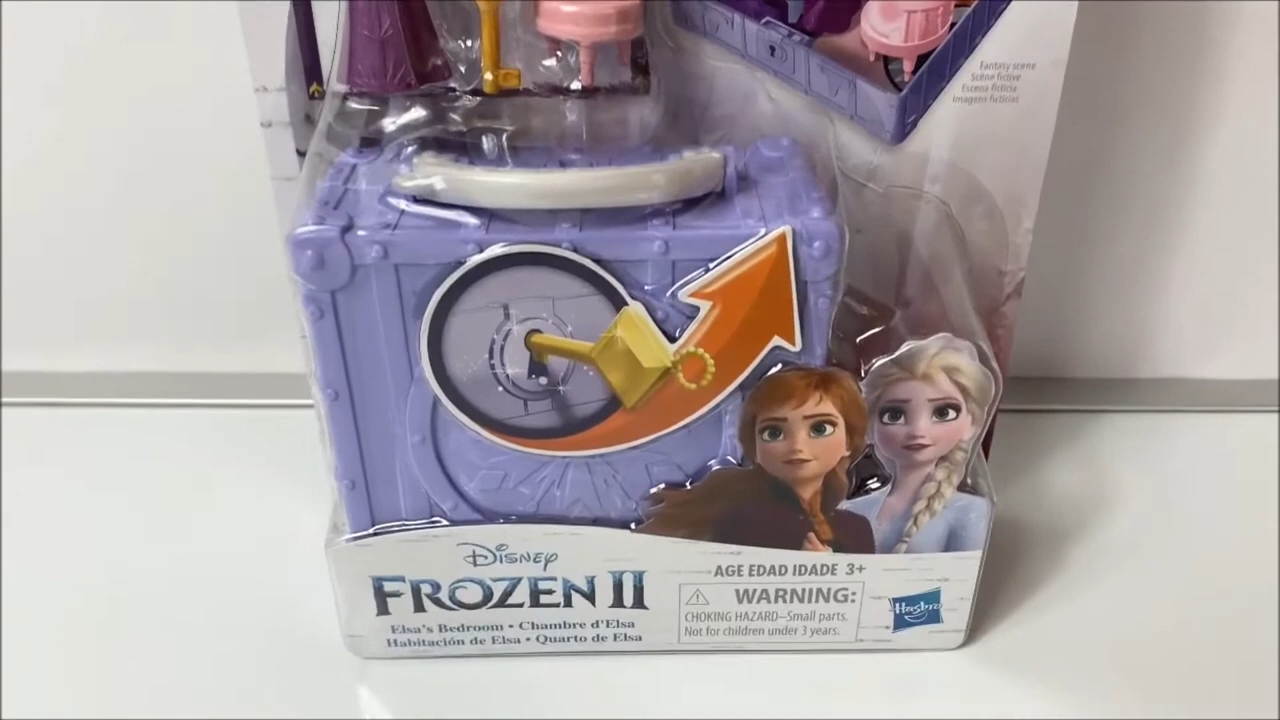 Fantasy scene
Scène fictive
Escena ficticia
Imagens fictícias
Disney
FROZEN II
Elsa's Bedroom • Chambre d'Elsa
Habitación de Elsa • Quarto de Elsa
AGE EDAD IDADE 3+
WARNING:
CHOKING HAZARD–Small parts.
Not for children under 3 years.
Hasbro